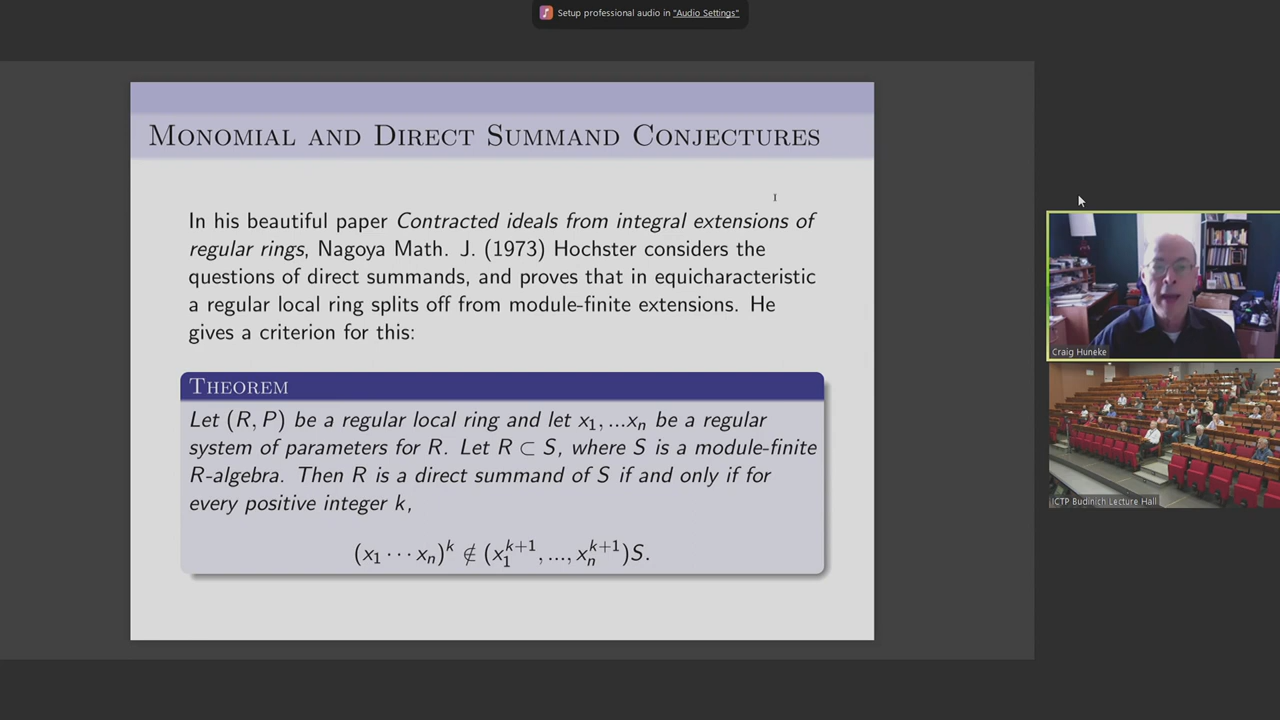 Setup professional audio in "Audio Settings"
MONOMIAL AND DIRECT SUMMAND CONJECTURES
In his beautiful paper Contracted ideals from integral extensions of
regular rings, Nagoya Math. J. (1973) Hochster considers the
questions of direct summands, and proves that in equicharacteristic
a regular local ring splits off from module-finite extensions. He
gives a criterion for this:
THEOREM
Let (R, P) be a regular local ring and let x₁, ...xₙ be a regular
system of parameters for R. Let R ⊂ S, where S is a module-finite
R-algebra. Then R is a direct summand of S if and only if for
every positive integer k,
(x₁ ⋯ xₙ)ᵏ ∉ (x₁ᵏ⁺¹, ..., xₙᵏ⁺¹)S.
Craig Huneke
ICTP Budinich Lecture Hall